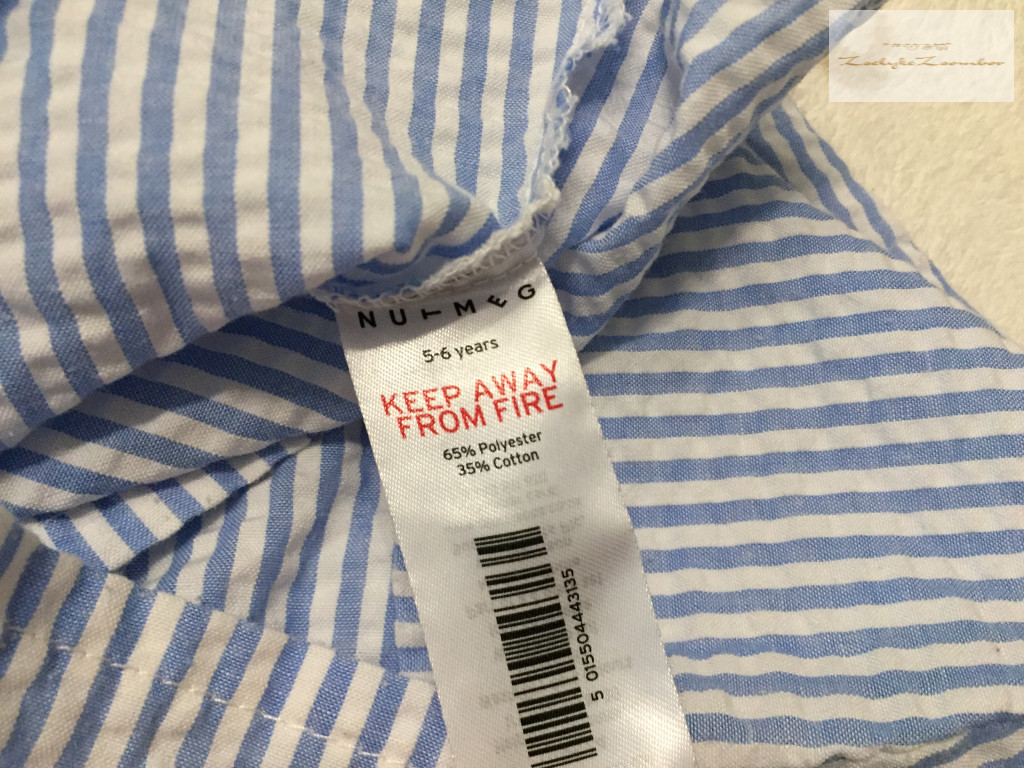 NUTMEG
5-6 years
KEEP AWAY
FROM FIRE
65% Polyester
35% Cotton
5 015504443135